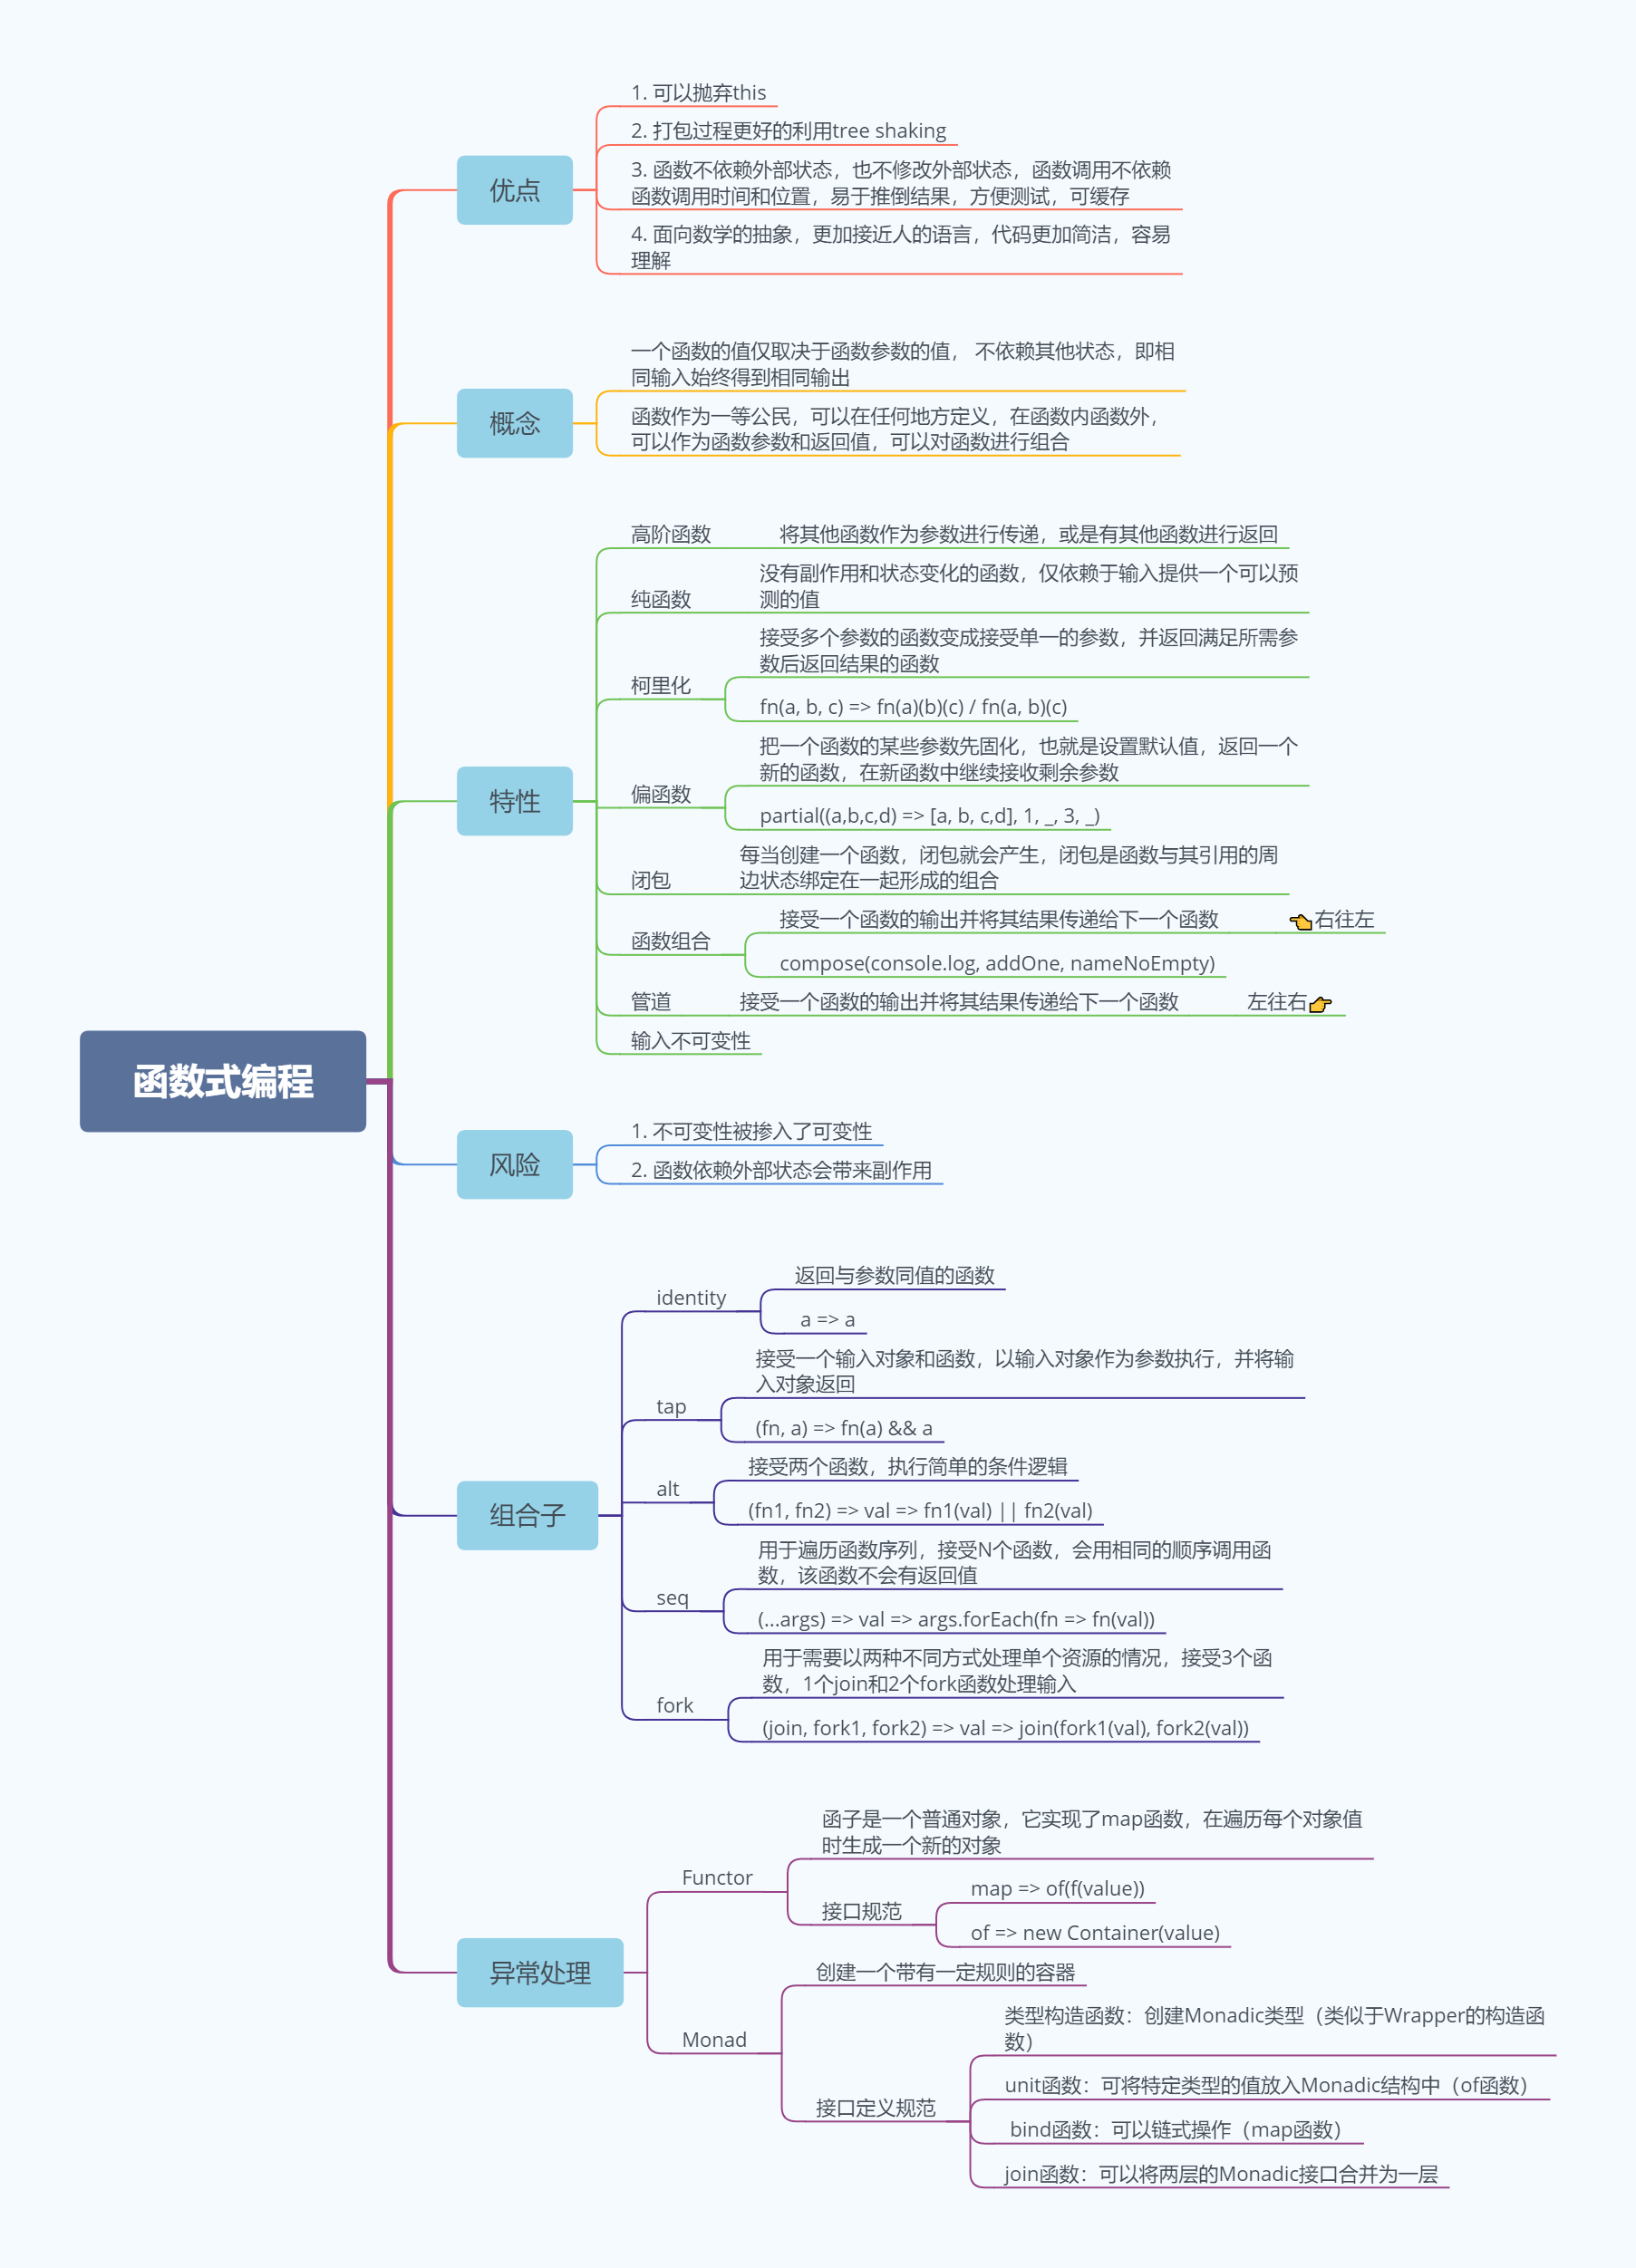 函数式编程
优点
1. 可以抛弃this
2. 打包过程更好的利用tree shaking
3. 函数不依赖外部状态，也不修改外部状态，函数调用不依赖
函数调用时间和位置，易于推倒结果，方便测试，可缓存
4. 面向数学的抽象，更加接近人的语言，代码更加简洁，容易
理解
概念
一个函数的值仅取决于函数参数的值， 不依赖其他状态，即相
同输入始终得到相同输出
函数作为一等公民，可以在任何地方定义，在函数内函数外，
可以作为函数参数和返回值，可以对函数进行组合
特性
高阶函数
将其他函数作为参数进行传递，或是有其他函数进行返回
纯函数
没有副作用和状态变化的函数，仅依赖于输入提供一个可以预
测的值
柯里化
接受多个参数的函数变成接受单一的参数，并返回满足所需参
数后返回结果的函数
fn(a, b, c) => fn(a)(b)(c) / fn(a, b)(c)
偏函数
把一个函数的某些参数先固化，也就是设置默认值，返回一个
新的函数，在新函数中继续接收剩余参数
partial((a,b,c,d) => [a, b, c,d], 1, _, 3, _)
闭包
每当创建一个函数，闭包就会产生，闭包是函数与其引用的周
边状态绑定在一起形成的组合
函数组合
接受一个函数的输出并将其结果传递给下一个函数
👈右往左
compose(console.log, addOne, nameNoEmpty)
管道
接受一个函数的输出并将其结果传递给下一个函数
左往右👉
输入不可变性
风险
1. 不可变性被掺入了可变性
2. 函数依赖外部状态会带来副作用
组合子
identity
返回与参数同值的函数
a => a
tap
接受一个输入对象和函数，以输入对象作为参数执行，并将输
入对象返回
(fn, a) => fn(a) && a
alt
接受两个函数，执行简单的条件逻辑
(fn1, fn2) => val => fn1(val) || fn2(val)
seq
用于遍历函数序列，接受N个函数，会用相同的顺序调用函
数，该函数不会有返回值
(...args) => val => args.forEach(fn => fn(val))
fork
用于需要以两种不同方式处理单个资源的情况，接受3个函
数，1个join和2个fork函数处理输入
(join, fork1, fork2) => val => join(fork1(val), fork2(val))
异常处理
Functor
函子是一个普通对象，它实现了map函数，在遍历每个对象值
时生成一个新的对象
接口规范
map => of(f(value))
of => new Container(value)
Monad
创建一个带有一定规则的容器
接口定义规范
类型构造函数：创建Monadic类型（类似于Wrapper的构造函
数）
unit函数：可将特定类型的值放入Monadic结构中（of函数）
bind函数：可以链式操作（map函数）
join函数：可以将两层的Monadic接口合并为一层